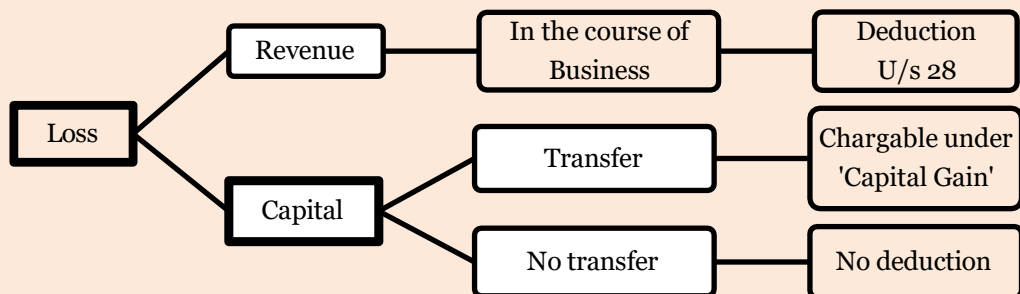 Loss
Revenue
In the course of
Business
Deduction
U/s 28
Capital
Transfer
Chargable under
'Capital Gain'
No transfer
No deduction